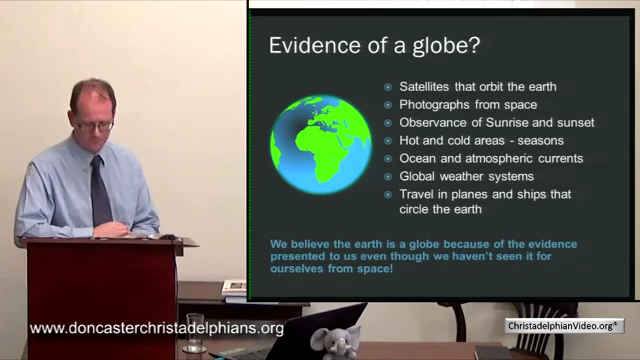 Evidence of a globe?
Satellites that orbit the earth
Photographs from space
Observance of Sunrise and sunset
Hot and cold areas - seasons
Ocean and atmospheric currents
Global weather systems
Travel in planes and ships that
circle the earth
We believe the earth is a globe because of the evidence
presented to us even though we haven't seen it for
ourselves from space!
www.doncasterchristadelphians.org
ChristadelphianVideo.org®